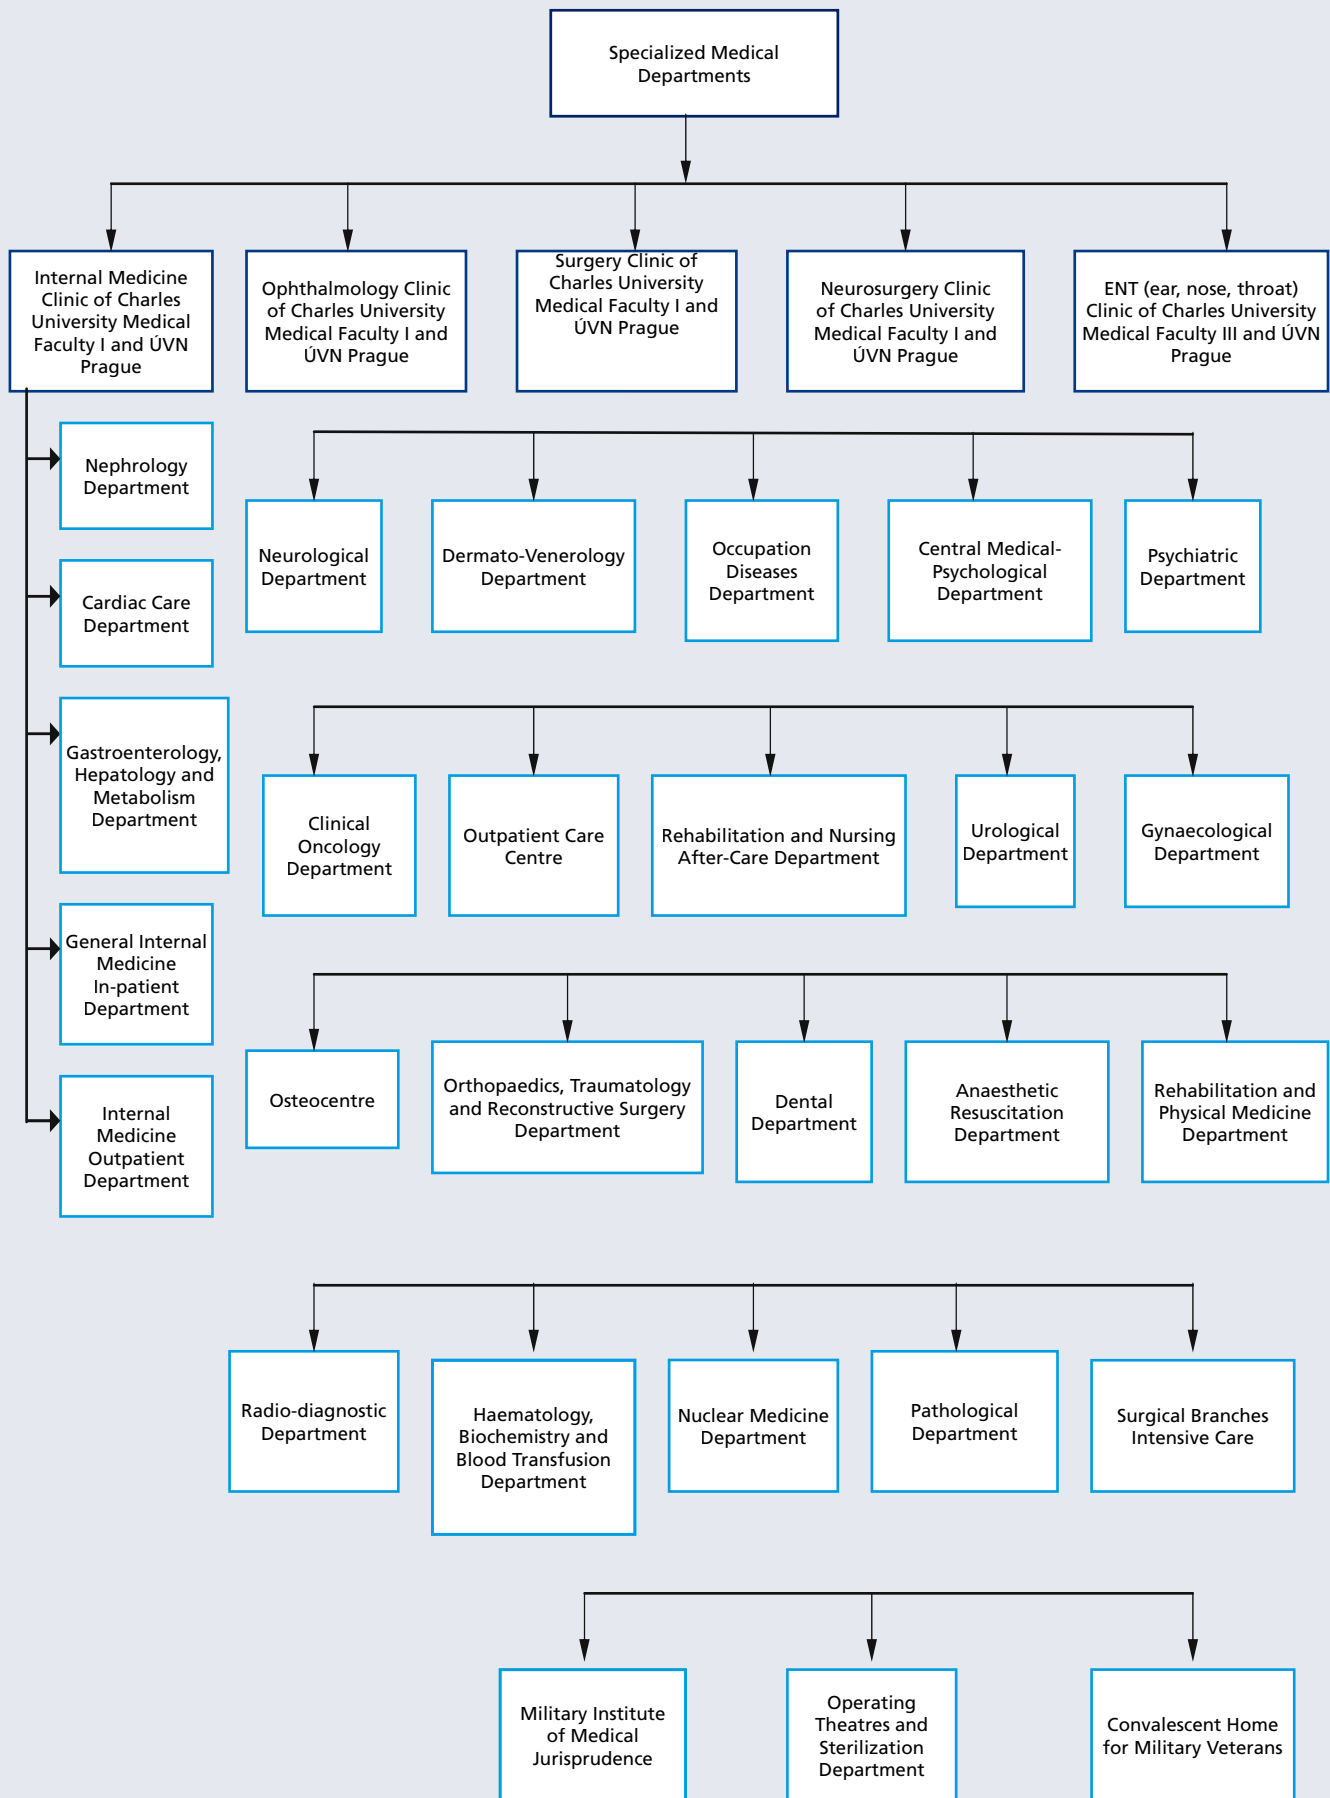 Specialized Medical
Departments
Internal Medicine
Clinic of Charles
University Medical
Faculty I and ÚVN
Prague
Ophthalmology Clinic
of Charles University
Medical Faculty I and
ÚVN Prague
Surgery Clinic of
Charles University
Medical Faculty I and
ÚVN Prague
Neurosurgery Clinic
of Charles University
Medical Faculty I and
ÚVN Prague
ENT (ear, nose, throat)
Clinic of Charles University
Medical Faculty III and ÚVN
Prague
Nephrology
Department
Cardiac Care
Department
Gastroenterology,
Hepatology and
Metabolism
Department
General Internal
Medicine
In-patient
Department
Internal
Medicine
Outpatient
Department
Neurological
Department
Dermato-Venerology
Department
Occupation
Diseases
Department
Central Medical-
Psychological
Department
Psychiatric
Department
Clinical
Oncology
Department
Outpatient Care
Centre
Rehabilitation and Nursing
After-Care Department
Urological
Department
Gynaecological
Department
Osteocentre
Orthopaedics, Traumatology
and Reconstructive Surgery
Department
Dental
Department
Anaesthetic
Resuscitation
Department
Rehabilitation and
Physical Medicine
Department
Radio-diagnostic
Department
Haematology,
Biochemistry and
Blood Transfusion
Department
Nuclear Medicine
Department
Pathological
Department
Surgical Branches
Intensive Care
Military Institute
of Medical
Jurisprudence
Operating
Theatres and
Sterilization
Department
Convalescent Home
for Military Veterans